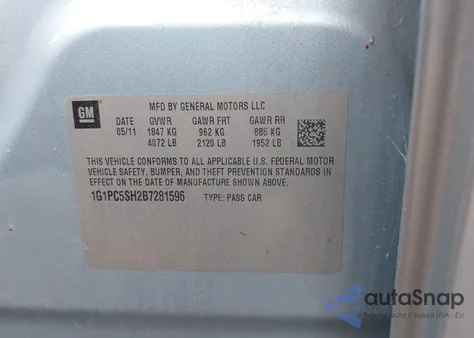 GM
MFD BY GENERAL MOTORS LLC
DATE GVWR GAWR FRT GAWR RR
05/11 1847 KG 962 KG 885 KG
4072 LB 2120 LB 1952 LB
THIS VEHICLE CONFORMS TO ALL APPLICABLE U.S. FEDERAL MOTOR
VEHICLE SAFETY, BUMPER, AND THEFT PREVENTION STANDARDS IN
EFFECT ON THE DATE OF MANUFACTURE SHOWN ABOVE.
1G1PC5SH2B7281596 TYPE: PASS CAR
autoSnap